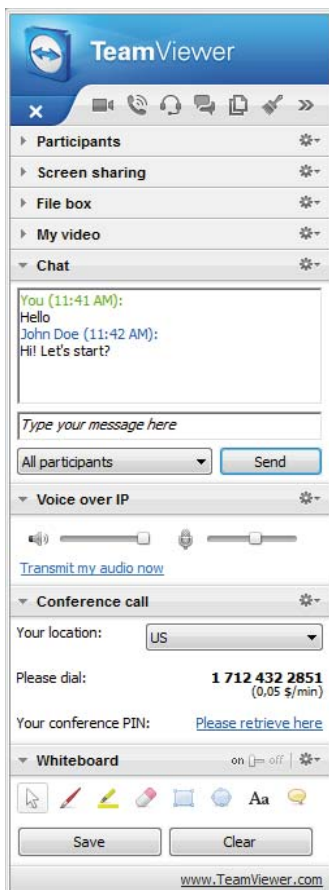 TeamViewer
Participants
Screen sharing
File box
My video
Chat
You (11:41 AM):
Hello
John Doe (11:42 AM):
Hi! Let's start?
Type your message here
All participants Send
Voice over IP
Transmit my audio now
Conference call
Your location: US
Please dial: 1 712 432 2851
(0,05 $/min)
Your conference PIN: Please retrieve here
Whiteboard on off
Aa
Save Clear
www.TeamViewer.com